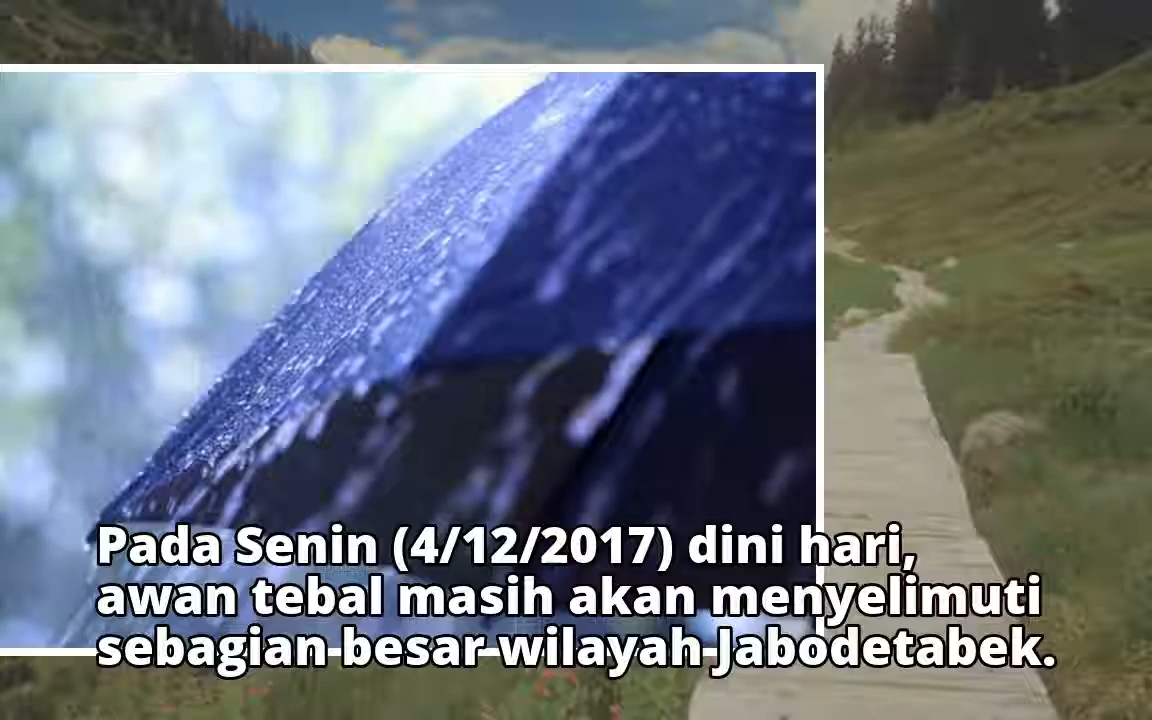 Pada Senin (4/12/2017) dini hari,
awan tebal masih akan menyelimuti
sebagian besar wilayah Jabodetabek.